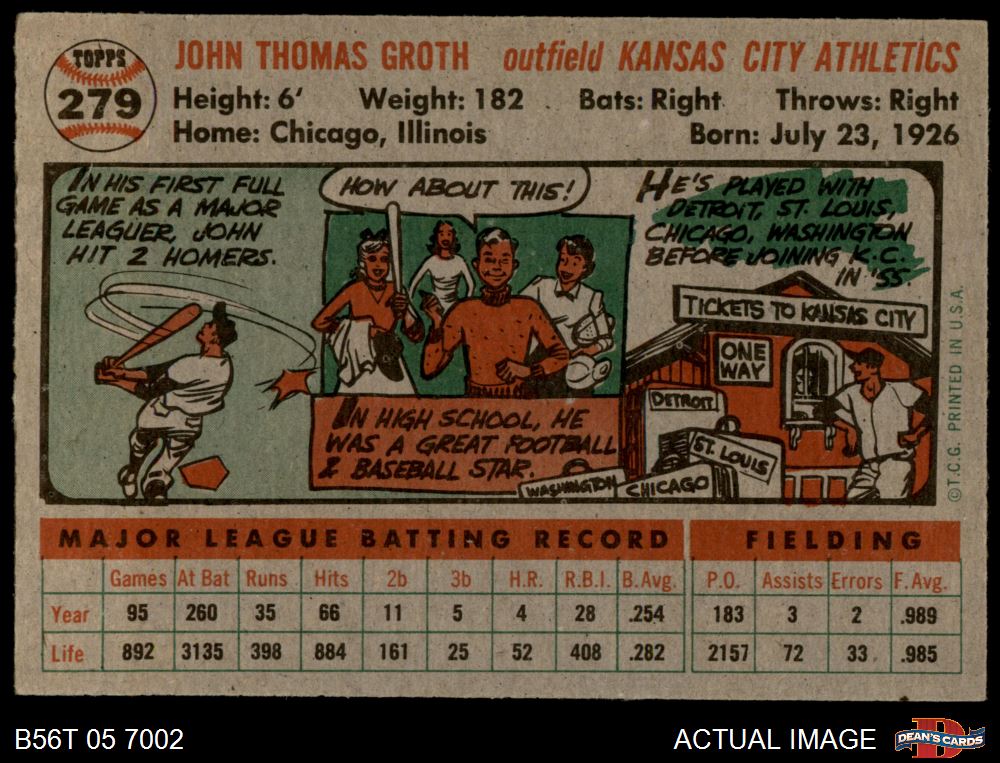 TOPPS
279
JOHN THOMAS GROTH outfield KANSAS CITY ATHLETICS
Height: 6' Weight: 182 Bats: Right Throws: Right
Home: Chicago, Illinois Born: July 23, 1926
IN HIS FIRST FULL
GAME AS A MAJOR
LEAGUER, JOHN
HIT 2 HOMERS.
HOW ABOUT THIS!
IN HIGH SCHOOL, HE
WAS A GREAT FOOTBALL
& BASEBALL STAR.
HE'S PLAYED WITH
DETROIT, ST. LOUIS,
CHICAGO, WASHINGTON
BEFORE JOINING K.C.
IN '55.
TICKETS TO KANSAS CITY
ONE
WAY
DETROIT
ST. LOUIS
WASHINGTON
CHICAGO
©T.C.G. PRINTED IN U.S.A.
MAJOR LEAGUE BATTING RECORD FIELDING
Games At Bat Runs Hits 2b 3b H.R. R.B.I. B.Avg. P.O. Assists Errors F. Avg.
Year 95 260 35 66 11 5 4 28 .254 183 3 2 .989
Life 892 3135 398 884 161 25 52 408 .282 2157 72 33 .985
B56T 05 7002
ACTUAL IMAGE
D
DEAN'S CARDS